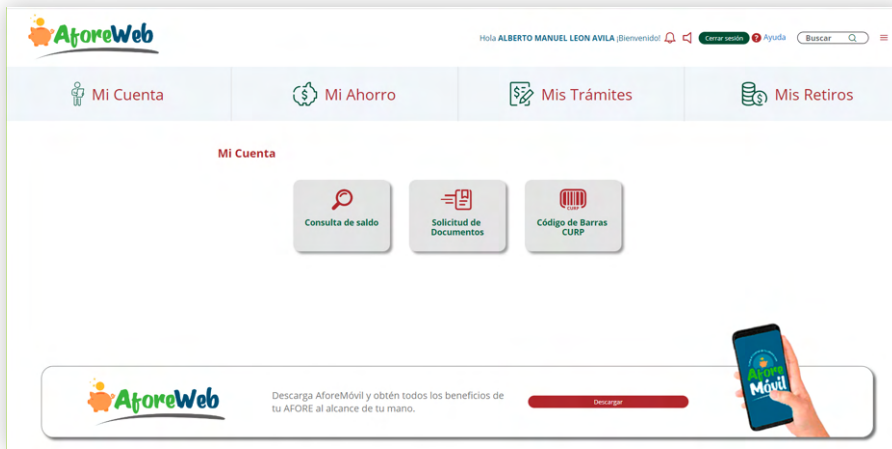 AforeWeb
Hola ALBERTO MANUEL LEON AVILA ¡Bienvenido!
Cerrar sesión
? Ayuda
Buscar
Mi Cuenta
Mi Ahorro
Mis Trámites
Mis Retiros
Mi Cuenta
Consulta de saldo
Solicitud de
Documentos
CURP
Código de Barras
CURP
AforeWeb
Descarga AforeMóvil y obtén todos los beneficios de
tu AFORE al alcance de tu mano.
Descargar
Afore
Móvil